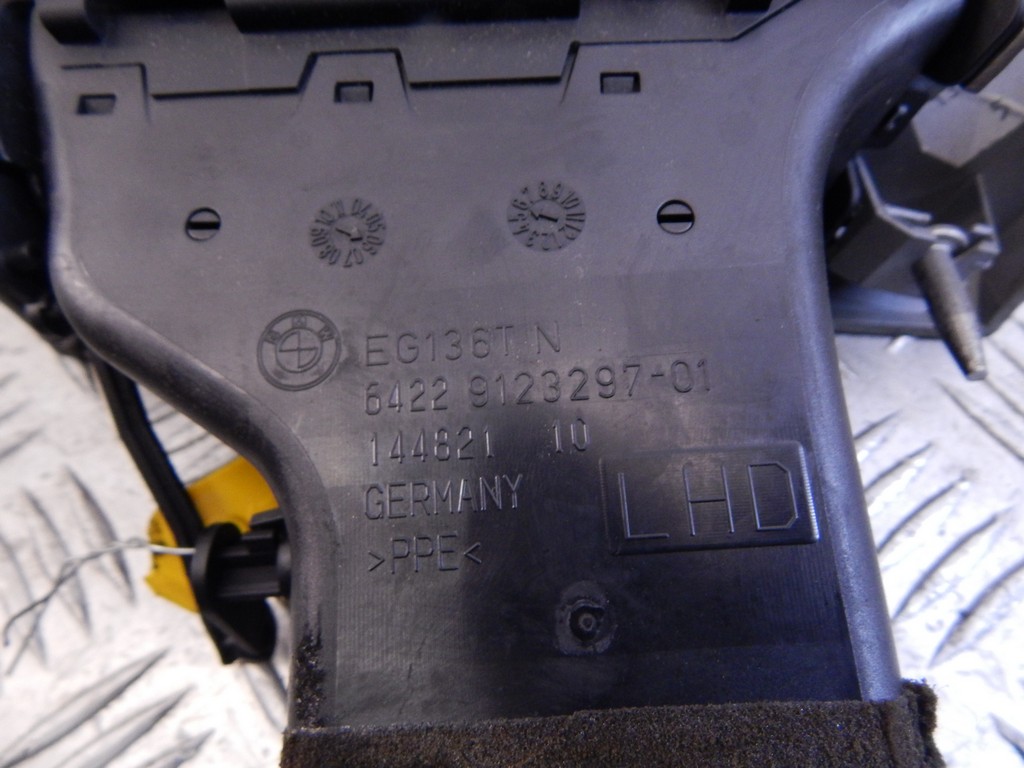 EG136T N
6422 9123297-01
144821 10
GERMANY
>PPE<
LHD